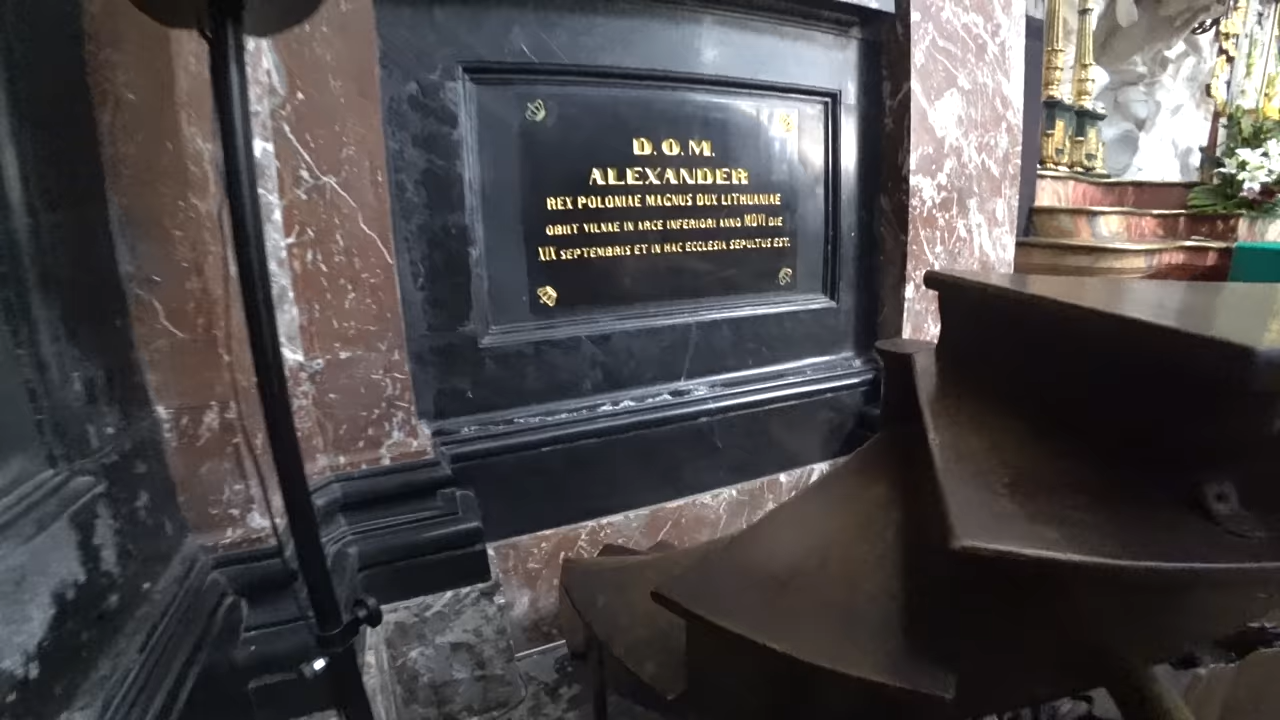 D.O.M.
ALEXANDER
REX POLONIAE MAGNUS DUX LITHUANIAE
OBIIT VILNAE IN ARCE INFERIORI ANNO MDVI DIE
XIX SEPTEMBRIS ET IN HAC ECCLESIA SEPULTUS EST.